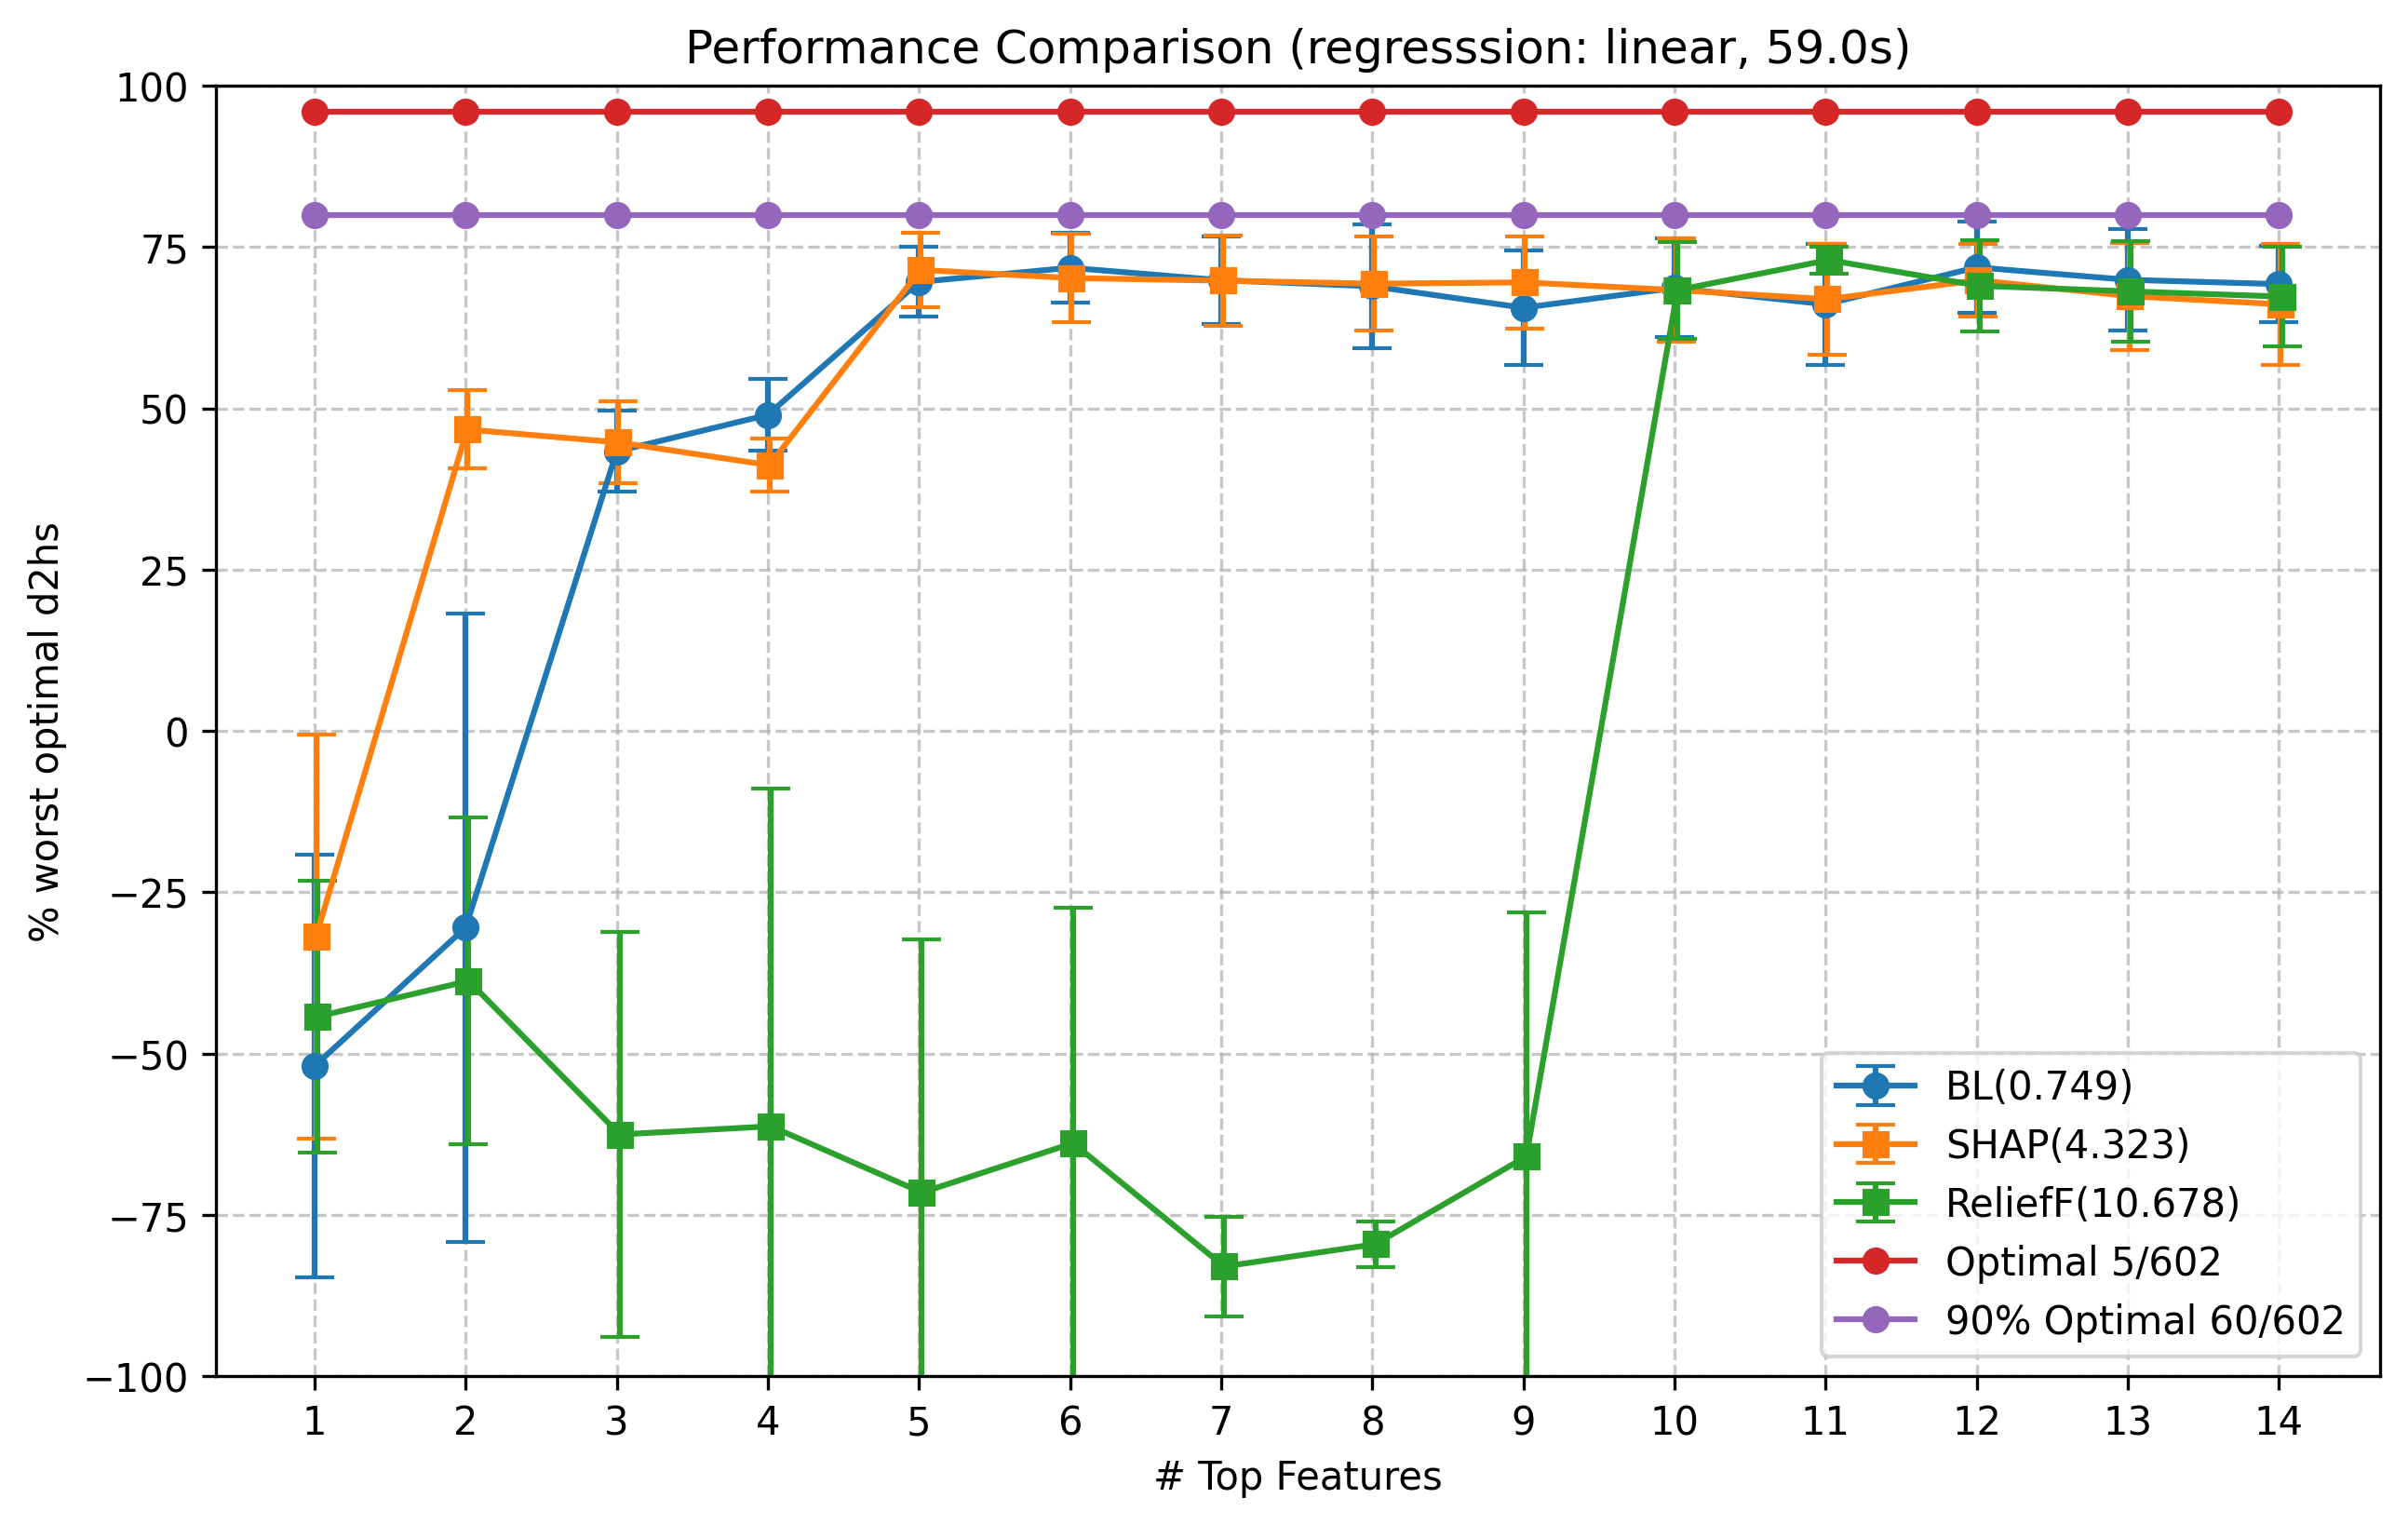 Performance Comparison (regresssion: linear, 59.0s)
% worst optimal d2hs
100
75
50
25
0
−25
−50
−75
−100
BL(0.749)
SHAP(4.323)
ReliefF(10.678)
Optimal 5/602
90% Optimal 60/602
1 2 3 4 5 6 7 8 9 10 11 12 13 14
# Top Features